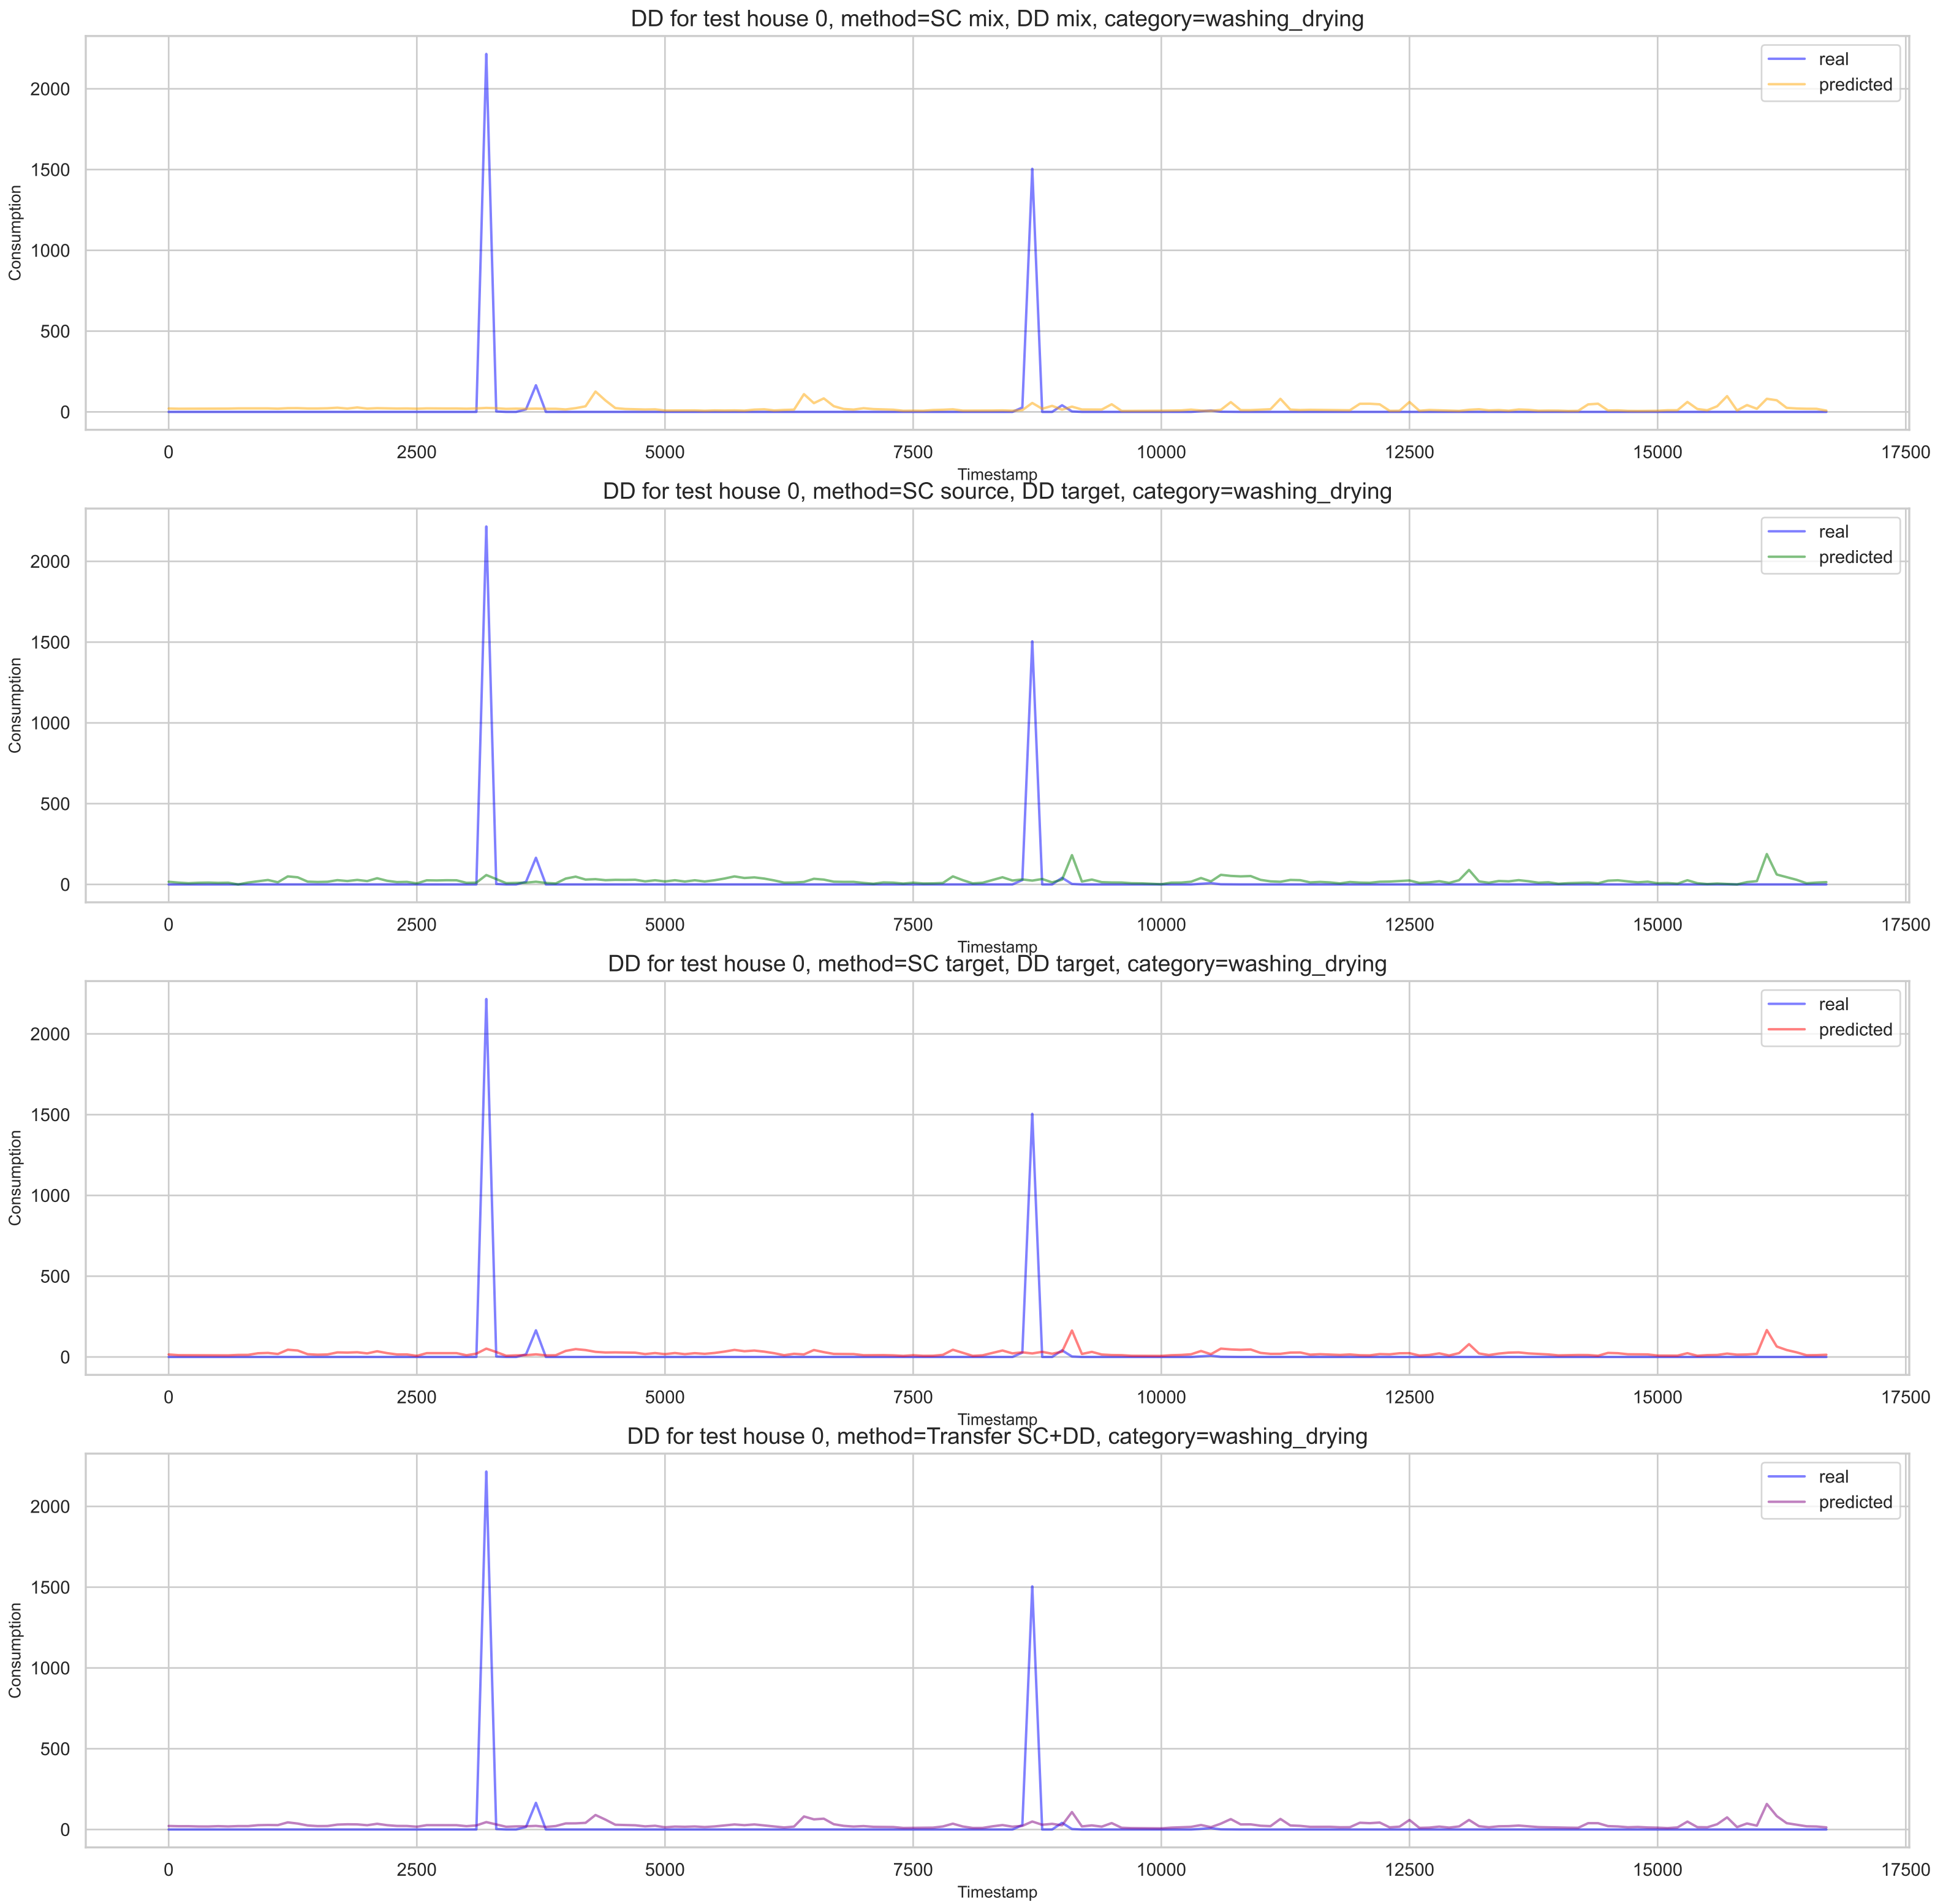 DD for test house 0, method=SC mix, DD mix, category=washing_drying
real
predicted
2000
1500
1000
500
0
Consumption
0 2500 5000 7500 10000 12500 15000 17500
Timestamp
DD for test house 0, method=SC source, DD target, category=washing_drying
real
predicted
2000
1500
1000
500
0
Consumption
0 2500 5000 7500 10000 12500 15000 17500
Timestamp
DD for test house 0, method=SC target, DD target, category=washing_drying
real
predicted
2000
1500
1000
500
0
Consumption
0 2500 5000 7500 10000 12500 15000 17500
Timestamp
DD for test house 0, method=Transfer SC+DD, category=washing_drying
real
predicted
2000
1500
1000
500
0
Consumption
0 2500 5000 7500 10000 12500 15000 17500
Timestamp